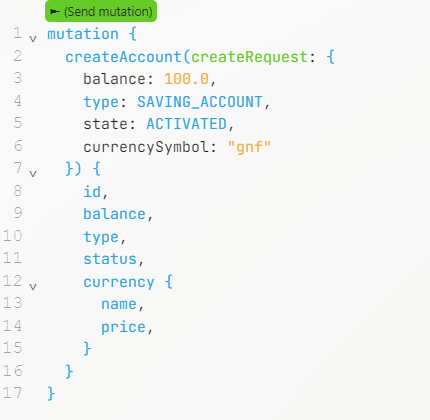 ► (Send mutation)
1 mutation {
2   createAccount(createRequest: {
3     balance: 100.0,
4     type: SAVING_ACCOUNT,
5     state: ACTIVATED,
6     currencySymbol: "gnf"
7   }) {
8     id,
9     balance,
10     type,
11     status,
12     currency {
13       name,
14       price,
15     }
16   }
17 }